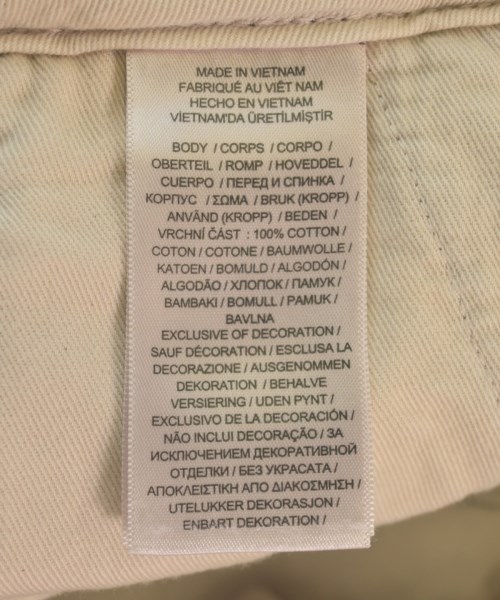 MADE IN VIETNAM
FABRIQUÉ AU VIÊT NAM
HECHO EN VIETNAM
VİETNAM'DA ÜRETİLMİŞTİR
BODY / CORPS / CORPO /
OBERTEIL / ROMP / HOVEDDEL /
CUERPO / ПЕРЕД И СПИНКА /
КОРПУС / ΣΩΜΑ / BRUK (KROPP) /
ANVÄND (KROPP) / BEDEN /
VRCHNÍ ČÁST : 100% COTTON /
COTON / COTONE / BAUMWOLLE /
KATOEN / BOMULD / ALGODÓN /
ALGODÃO / ХЛОПОК / ПАМУК /
BAMBAKI / BOMULL / PAMUK /
BAVLNA
EXCLUSIVE OF DECORATION /
SAUF DÉCORATION / ESCLUSA LA
DECORAZIONE / AUSGENOMMEN
DEKORATION / BEHALVE
VERSIERING / UDEN PYNT /
EXCLUSIVO DE LA DECORACIÓN /
NÃO INCLUI DECORAÇÃO / ЗА
ИСКЛЮЧЕНИЕМ ДЕКОРАТИВНОЙ
ОТДЕЛКИ / БЕЗ УКРАСАТА /
ΑΠΟΚΛΕΙΣΤΙΚΗ ΑΠΟ ΔΙΑΚΟΣΜΗΣΗ /
UTELUKKER DEKORASJON /
ENBART DEKORATION /